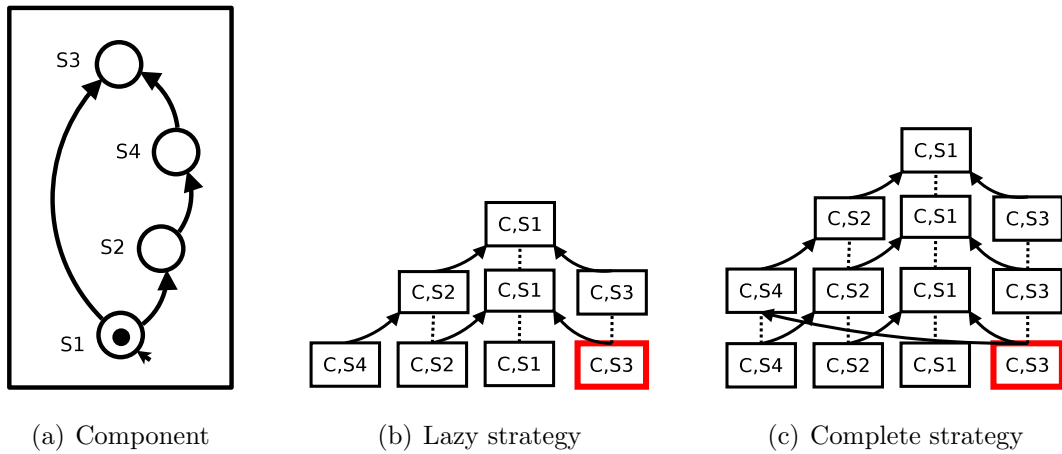 S3
S4
S2
S1
(a) Component
C,S1
C,S2 C,S1 C,S3
C,S4 C,S2 C,S1 C,S3
(b) Lazy strategy
C,S1
C,S2 C,S1 C,S3
C,S4 C,S2 C,S1 C,S3
C,S4 C,S2 C,S1 C,S3
(c) Complete strategy